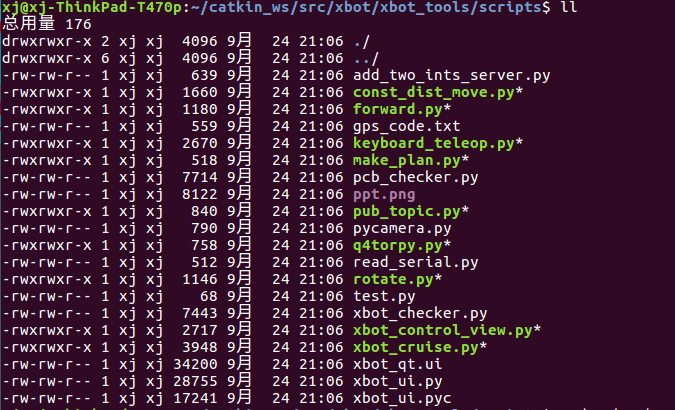 xj@xj-ThinkPad-T470p:~/catkin_ws/src/xbot/xbot_tools/scripts$ ll
总用量 176
drwxrwxr-x 2 xj xj  4096 9月  24 21:06 ./
drwxrwxr-x 6 xj xj  4096 9月  24 21:06 ../
-rw-rw-r-- 1 xj xj   639 9月  24 21:06 add_two_ints_server.py
-rwxrwxr-x 1 xj xj  1660 9月  24 21:06 const_dist_move.py*
-rwxrwxr-x 1 xj xj  1180 9月  24 21:06 forward.py*
-rw-rw-r-- 1 xj xj   559 9月  24 21:06 gps_code.txt
-rwxrwxr-x 1 xj xj  2670 9月  24 21:06 keyboard_teleop.py*
-rwxrwxr-x 1 xj xj   518 9月  24 21:06 make_plan.py*
-rw-rw-r-- 1 xj xj  7714 9月  24 21:06 pcb_checker.py
-rw-rw-r-- 1 xj xj  8122 9月  24 21:06 ppt.png
-rwxrwxr-x 1 xj xj   840 9月  24 21:06 pub_topic.py*
-rw-rw-r-- 1 xj xj   790 9月  24 21:06 pycamera.py
-rwxrwxr-x 1 xj xj   758 9月  24 21:06 q4torpy.py*
-rw-rw-r-- 1 xj xj   512 9月  24 21:06 read_serial.py
-rwxrwxr-x 1 xj xj  1146 9月  24 21:06 rotate.py*
-rw-rw-r-- 1 xj xj    68 9月  24 21:06 test.py
-rw-rw-r-- 1 xj xj  7443 9月  24 21:06 xbot_checker.py
-rwxrwxr-x 1 xj xj  2717 9月  24 21:06 xbot_control_view.py*
-rwxrwxr-x 1 xj xj  3948 9月  24 21:06 xbot_cruise.py*
-rw-rw-r-- 1 xj xj 34200 9月  24 21:06 xbot_qt.ui
-rw-rw-r-- 1 xj xj 28755 9月  24 21:06 xbot_ui.py
-rw-rw-r-- 1 xj xj 17241 9月  24 21:06 xbot_ui.pyc